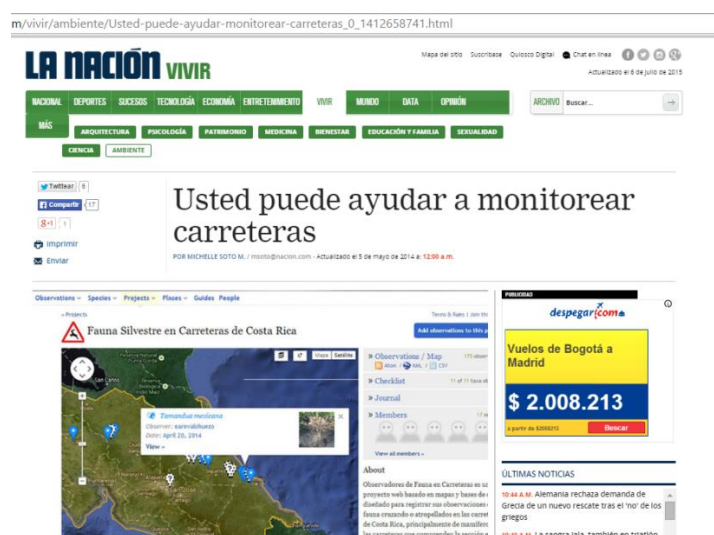 m/vivir/ambiente/Usted-puede-ayudar-monitorear-carreteras_0_1412658741.html
LA NACIÓN VIVIR
Mapa del sitio Suscríbase Quiosco Digital Chat en línea
Actualizado el 6 de julio de 2015
NACIONAL DEPORTES SUCESOS TECNOLOGÍA ECONOMÍA ENTRETENIMIENTO VIVIR MUNDO DATA OPINIÓN
ARCHIVO Buscar...
MÁS
ARQUITECTURA PSICOLOGÍA PATRIMONIO MEDICINA BIENESTAR EDUCACIÓN Y FAMILIA SEXUALIDAD
CIENCIA AMBIENTE
Twittear 6
Compartir 17
g+1 1
Imprimir
Enviar
Usted puede ayudar a monitorear
carreteras
POR MICHELLE SOTO M. / msoto@nacion.com - Actualizado el 5 de mayo de 2014 a: 12:00 a.m.
Observations Species Projects Places Guides People
« Projects
Fauna Silvestre en Carreteras de Costa Rica
Add observations to this p
Mapa Satélite
San Carlos
Tamandua mexicana
Date: April 20, 2014
View »
» Observations / Map
Atom / KML / CSV
» Checklist
» Journal
» Members
View all members »
About
Observadores de Fauna en Carreteras es un
proyecto web basado en mapas y bases de
diseñado para registrar sus observaciones
fauna cruzando o atropellados en las carret
de Costa Rica, principalmente de mamífero
PUBLICIDAD
despegar.com
Vuelos de Bogotá a
Madrid
$ 2.008.213
Buscar
ÚLTIMAS NOTICIAS
10:44 A.M. Alemania rechaza demanda de
Grecia de un nuevo rescate tras el 'no' de los
griegos